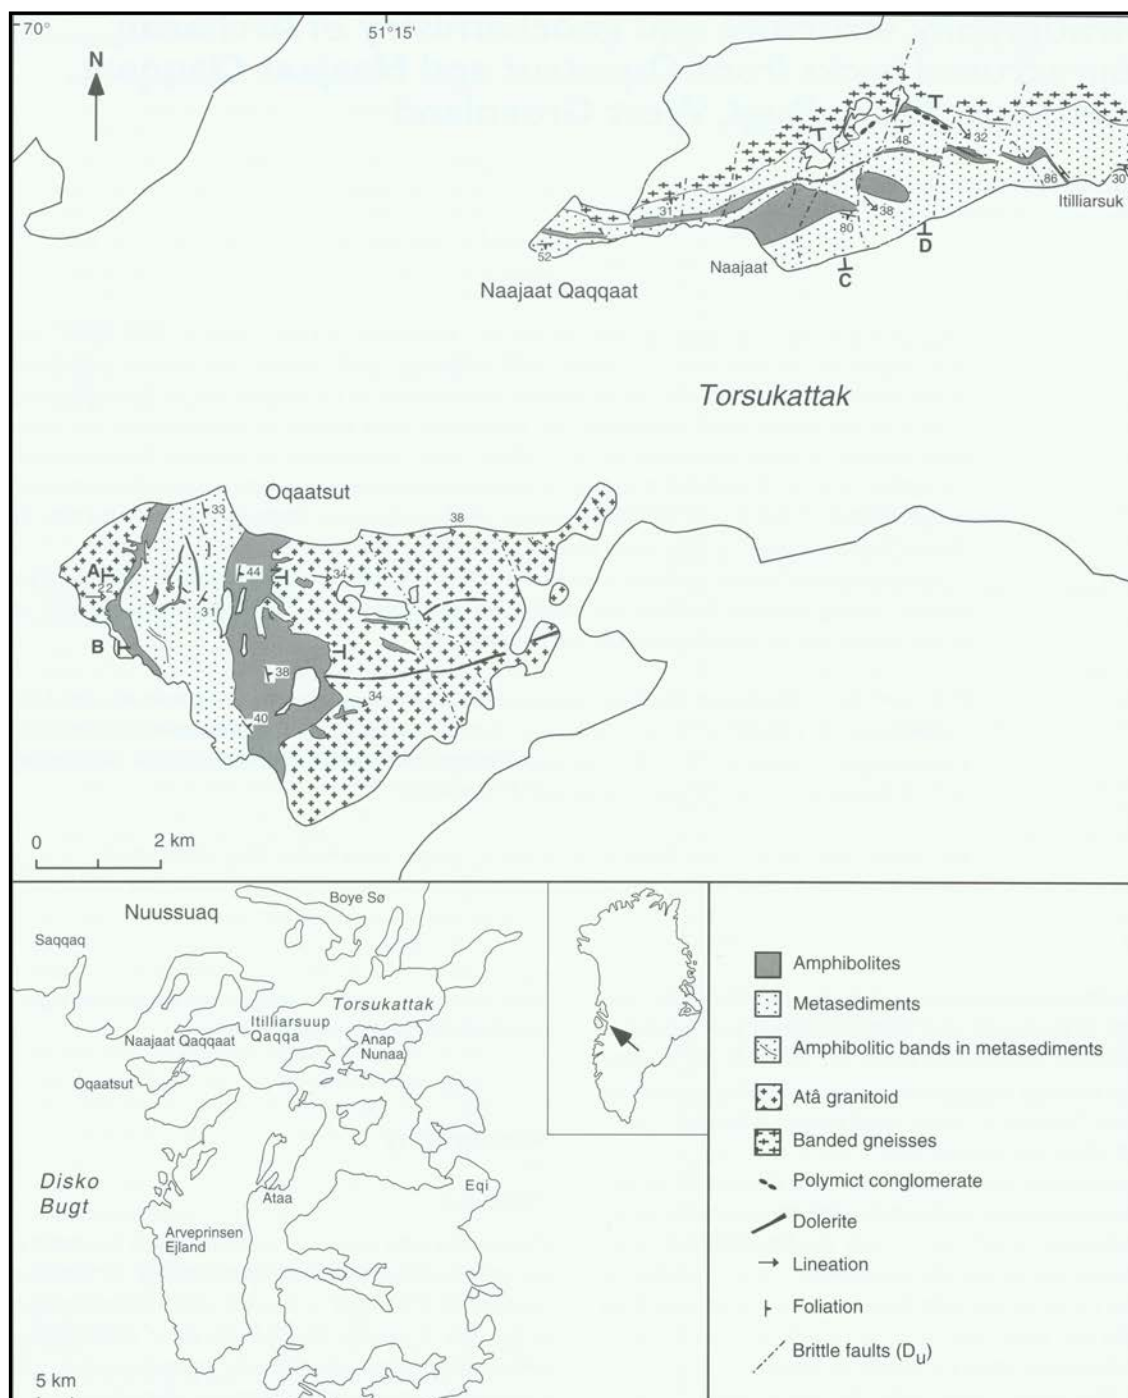 70°
51°15'
N
32
48
86
30
Itilliarsuk
31
38
80
52
Naajaat
D
C
Naajaat Qaqqaat
Torsukattak
Oqaatsut
33
38
A
44
34
22
31
B
38
34
40
0
2 km
Nuussuaq
Boye Sø
Saqqaq
Torsukattak
Itilliarsuup
Qaqqa
Naajaat Qaqqaat
Anap
Nunaa
Oqaatsut
Disko
Bugt
Ataa
Eqi
Arveprinsen
Ejland
5 km
Amphibolites
Metasediments
Amphibolitic bands in metasediments
Atâ granitoid
Banded gneisses
Polymict conglomerate
Dolerite
Lineation
Foliation
Brittle faults (Du)